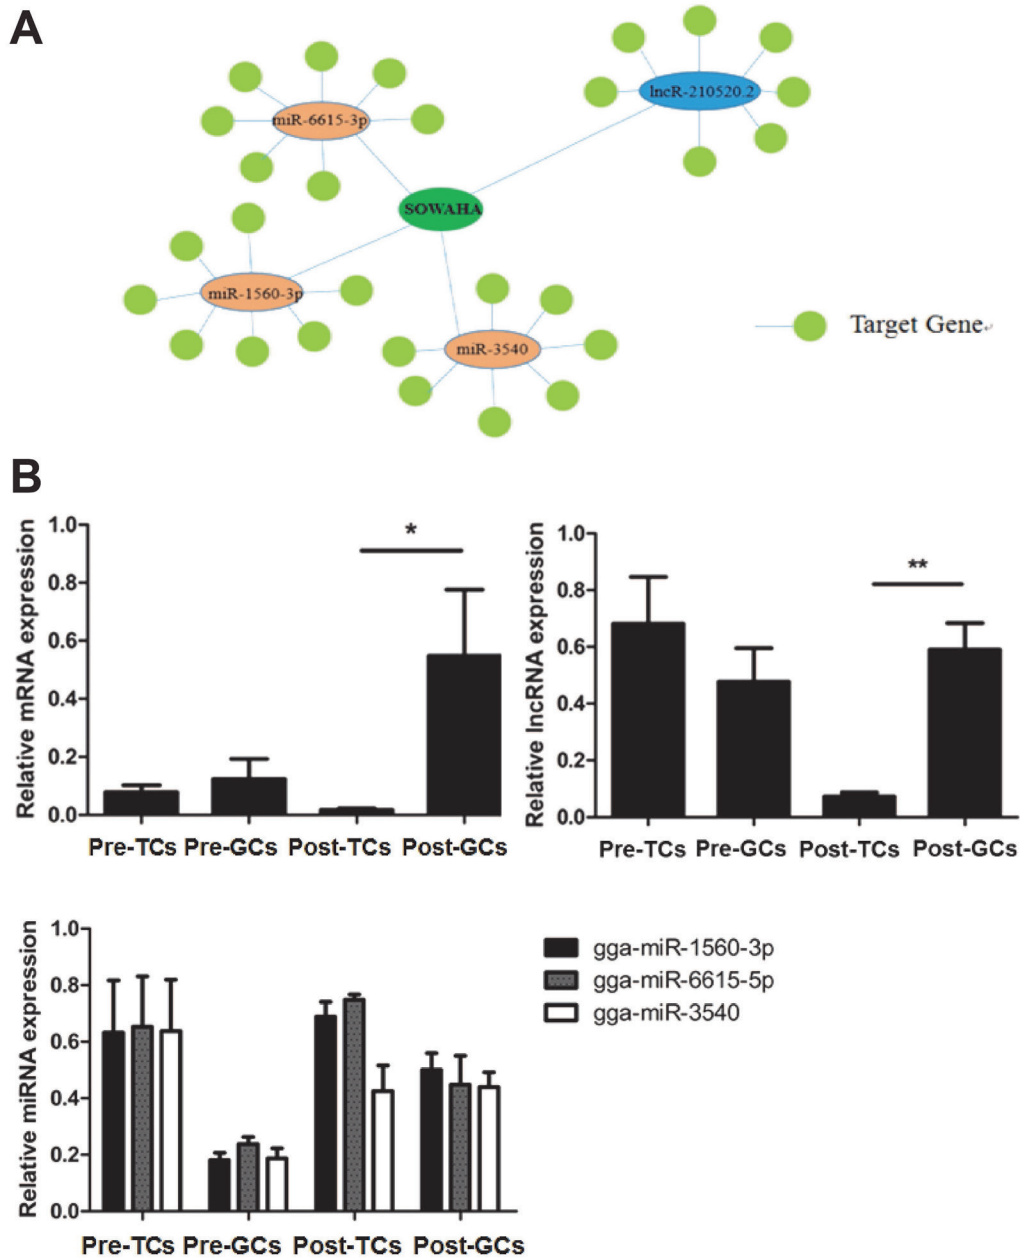 A
miR-6615-3p
lncR-210520.2
SOWAHA
miR-1560-3p
miR-3540
Target Gene
B
Relative mRNA expression
1.0
0.8
0.6
0.4
0.2
0.0
*
Pre-TCs Pre-GCs Post-TCs Post-GCs
Relative lncRNA expression
1.0
0.8
0.6
0.4
0.2
0.0
**
Pre-TCs Pre-GCs Post-TCs Post-GCs
Relative miRNA expression
1.0
0.8
0.6
0.4
0.2
0.0
Pre-TCs Pre-GCs Post-TCs Post-GCs
gga-miR-1560-3p
gga-miR-6615-5p
gga-miR-3540